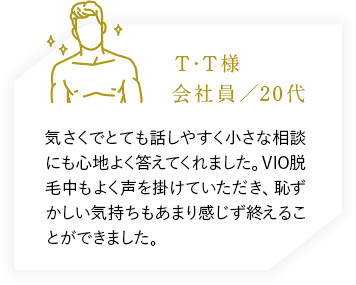 T・T様
会社員／20代
気さくでとても話しやすく小さな相談
にも心地よく答えてくれました。VIO脱
毛中もよく声を掛けていただき、恥ず
かしい気持ちもあまり感じず終えるこ
とができました。